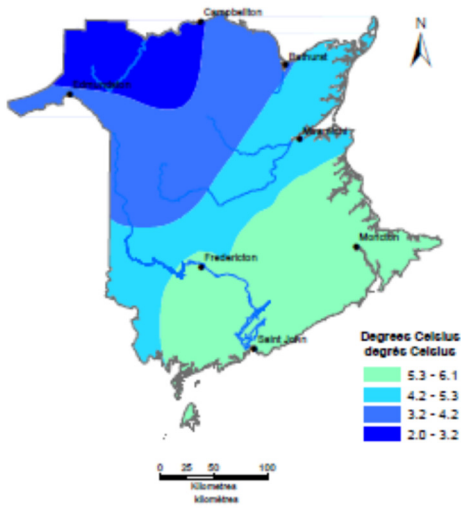 Campbellton
N
Bathurst
Edmundston
Miramichi
Moncton
Fredericton
Saint John
Degrees Celsius
degrés Celsius
5.3 - 6.1
4.2 - 5.3
3.2 - 4.2
2.0 - 3.2
0 25 50 100
Kilometres
kilomètres